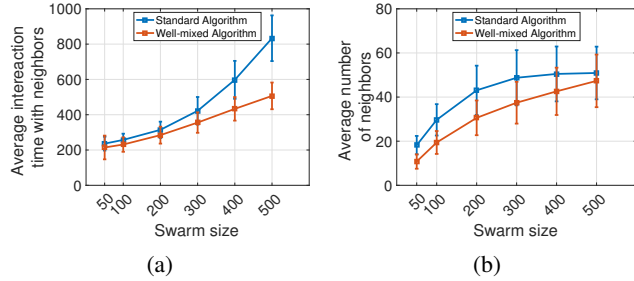 Average intereaction
time with neighbors
1000
800
600
400
200
0
Standard Algorithm
Well-mixed Algorithm
50
100
200
300
400
500
Swarm size
(a)
Average number
of neighbors
60
40
20
0
Standard Algorithm
Well-mixed Algorithm
50
100
200
300
400
500
Swarm size
(b)